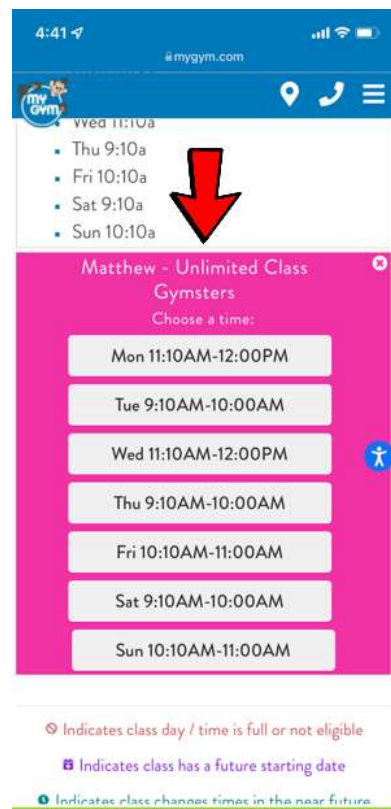 4:41
mygym.com
my
GYM
Wed 11:10a
Thu 9:10a
Fri 10:10a
Sat 9:10a
Sun 10:10a
Matthew - Unlimited Class
Gymsters
Choose a time:
Mon 11:10AM-12:00PM
Tue 9:10AM-10:00AM
Wed 11:10AM-12:00PM
Thu 9:10AM-10:00AM
Fri 10:10AM-11:00AM
Sat 9:10AM-10:00AM
Sun 10:10AM-11:00AM
Indicates class day / time is full or not eligible
Indicates class has a future starting date
Indicates class changes times in the near future